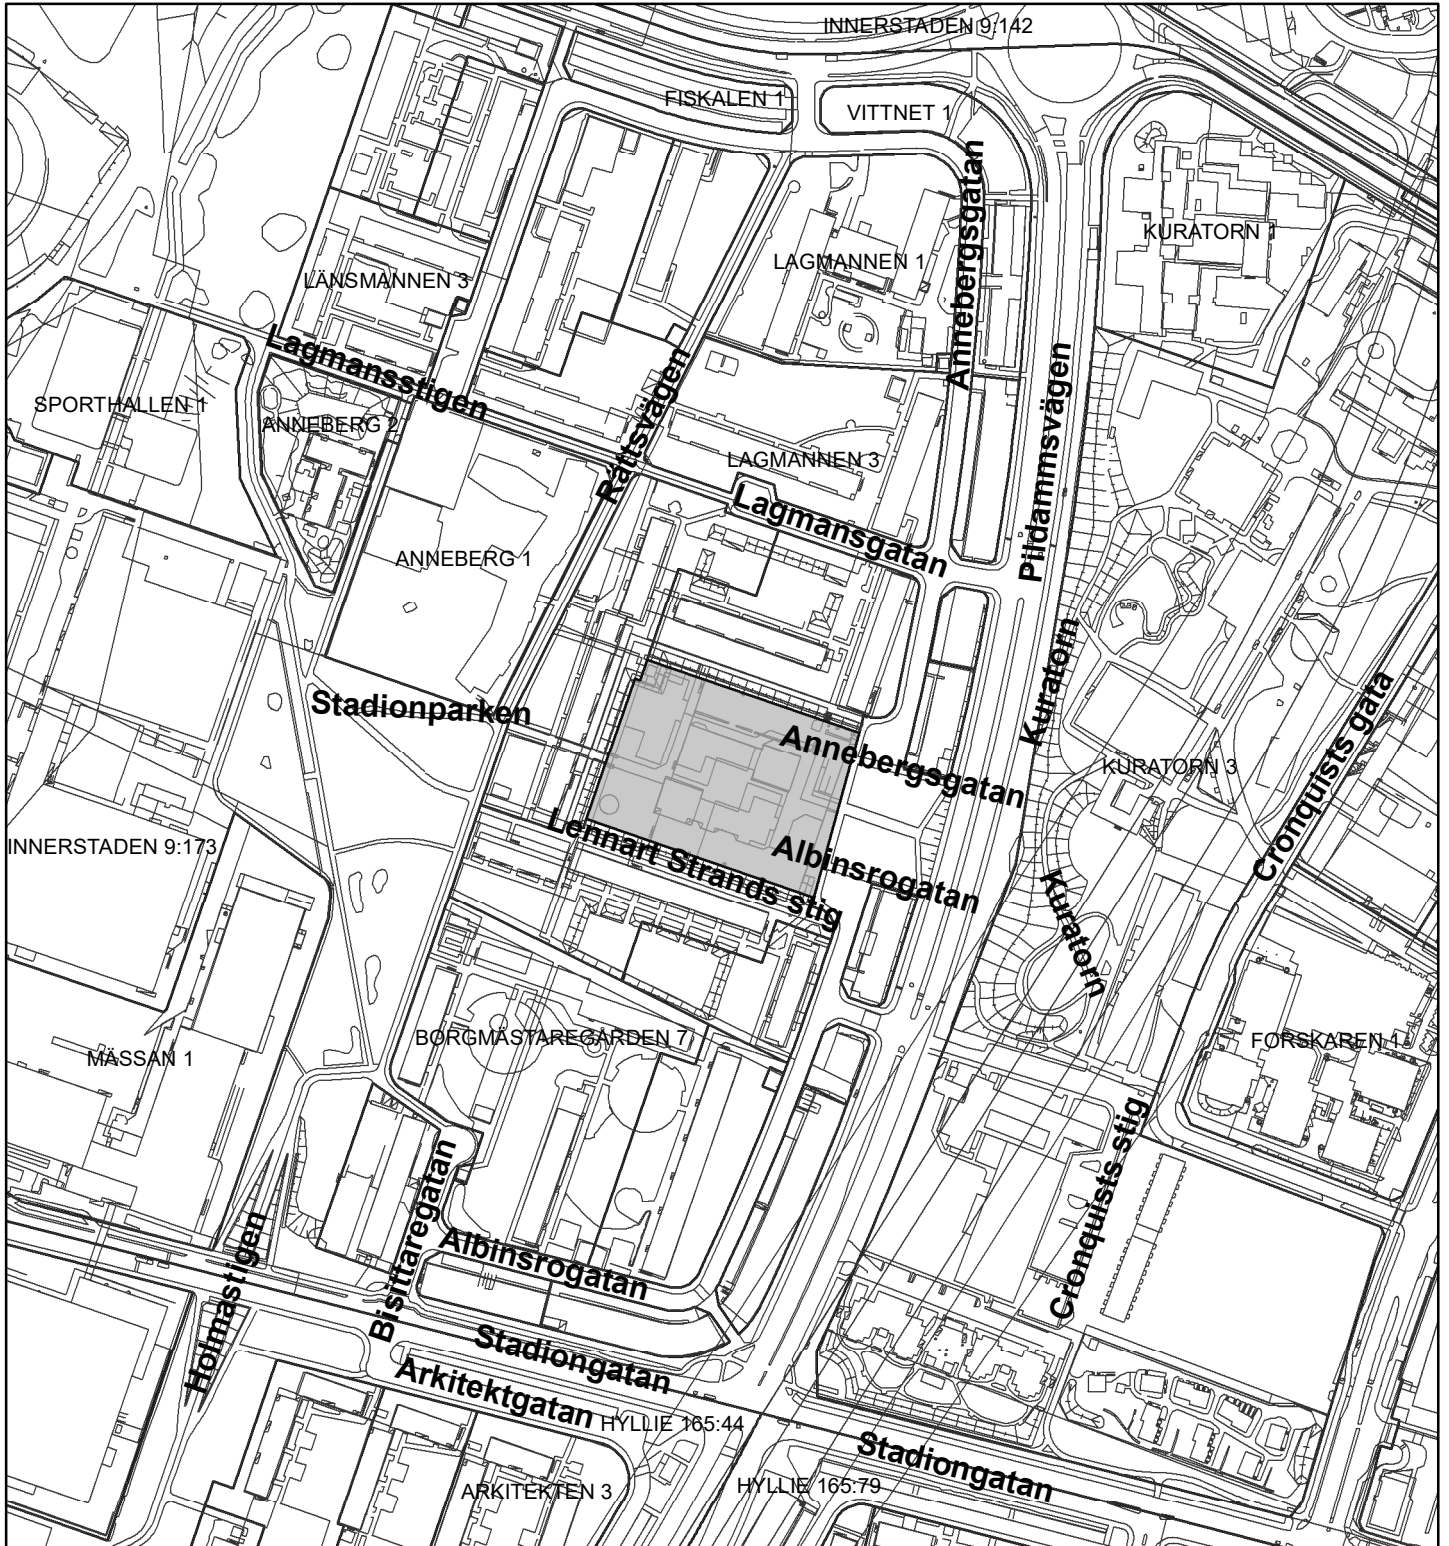 INNERSTADEN 9:142
FISKALEN 1
VITTNET 1
Annebergsgatan
KURATORN 1
LAGMANNEN 1
LÄNSMANNEN 3
Lagmansstigen
Rättsvägen
Pildammsvägen
SPORTHALLEN 1
ANNEBERG 2
LAGMANNEN 3
Lagmansgatan
ANNEBERG 1
Kuratorn
Stadionparken
Annebergsgatan
KURATORN 3
Cronquists gata
INNERSTADEN 9:173
Lennart Strands stig
Albinsrogatan
Kuratorn
BORGMÄSTAREGÅRDEN 7
FORSKAREN 1
MÄSSAN 1
Cronquists stig
Bisittaregatan
Holmastigen
Albinsrogatan
Stadiongatan
Arkitektgatan
HYLLIE 165:44
Stadiongatan
ARKITEKTEN 3
HYLLIE 165:79